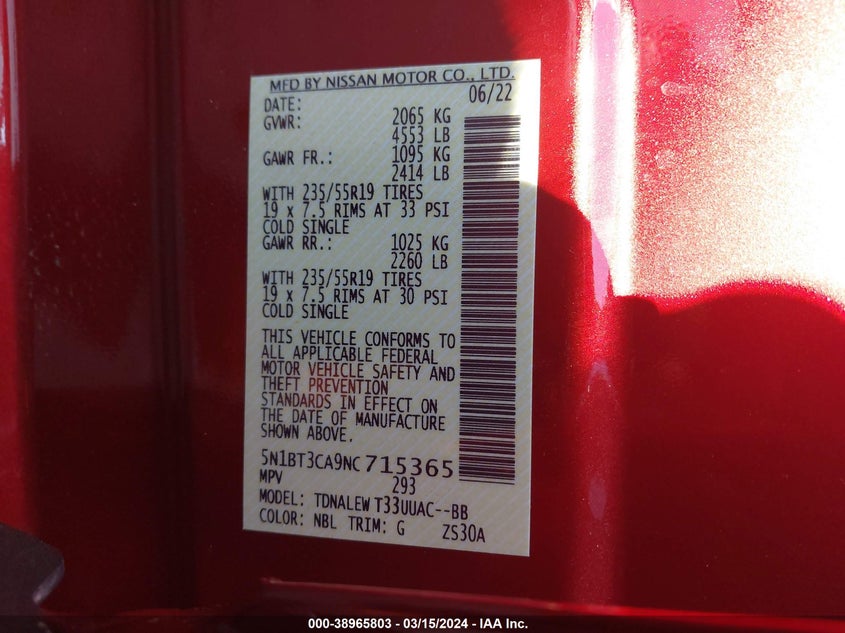 MFD BY NISSAN MOTOR CO., LTD.
DATE: 06/22
GVWR: 2065 KG
4553 LB
GAWR FR.: 1095 KG
2414 LB
WITH 235/55R19 TIRES
19 x 7.5 RIMS AT 33 PSI
COLD SINGLE
GAWR RR.: 1025 KG
2260 LB
WITH 235/55R19 TIRES
19 x 7.5 RIMS AT 30 PSI
COLD SINGLE
THIS VEHICLE CONFORMS TO
ALL APPLICABLE FEDERAL
MOTOR VEHICLE SAFETY AND
THEFT PREVENTION
STANDARDS IN EFFECT ON
THE DATE OF MANUFACTURE
SHOWN ABOVE.
5N1BT3CA9NC715365
MPV 293
MODEL: TDNALEW T33UUAC--BB
COLOR: NBL TRIM: G ZS30A
000-38965803 - 03/15/2024 - IAA Inc.